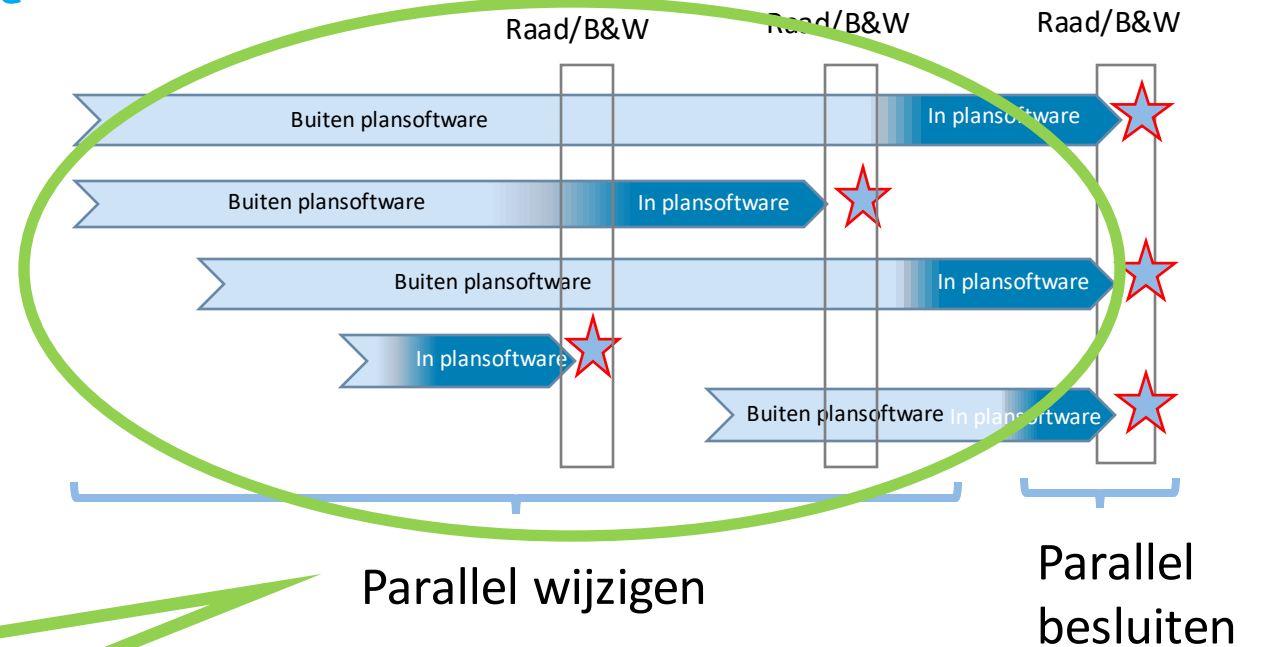 Raad/B&W
Raad/B&W
Raad/B&W
Buiten plansoftware
In plansoftware
Buiten plansoftware
In plansoftware
Buiten plansoftware
In plansoftware
In plansoftware
Buiten plansoftware
In plansoftware
Parallel wijzigen
Parallel
besluiten